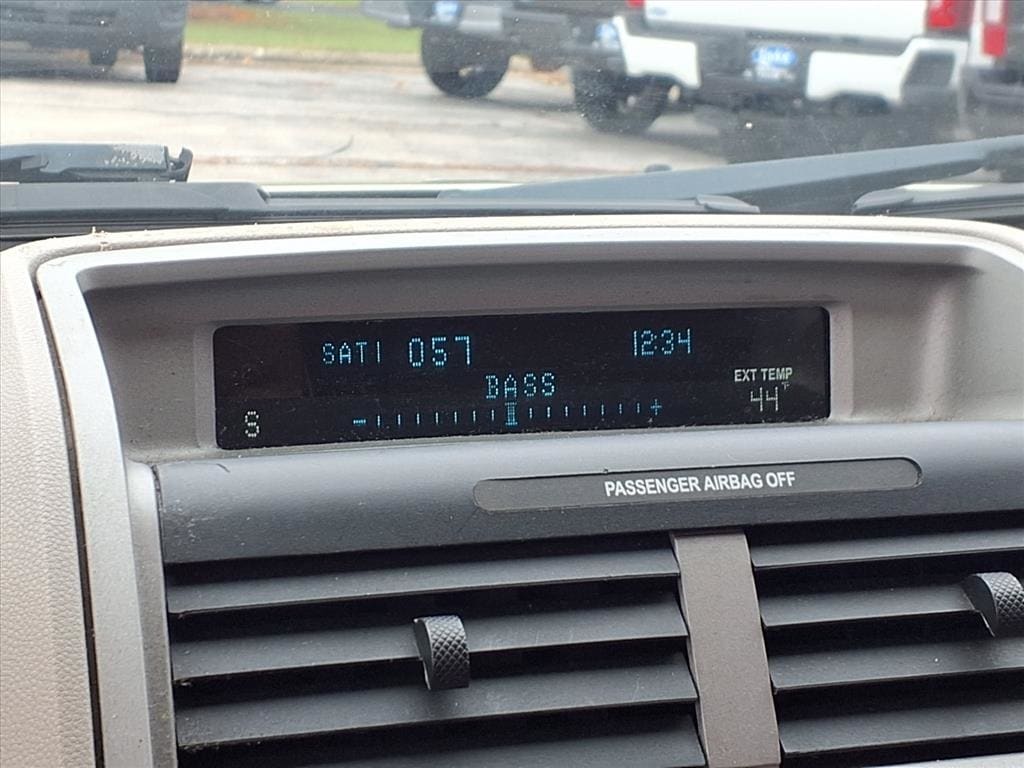 SAT1 057 12:34
BASS
EXT TEMP
S - + 44°F
PASSENGER AIRBAG OFF